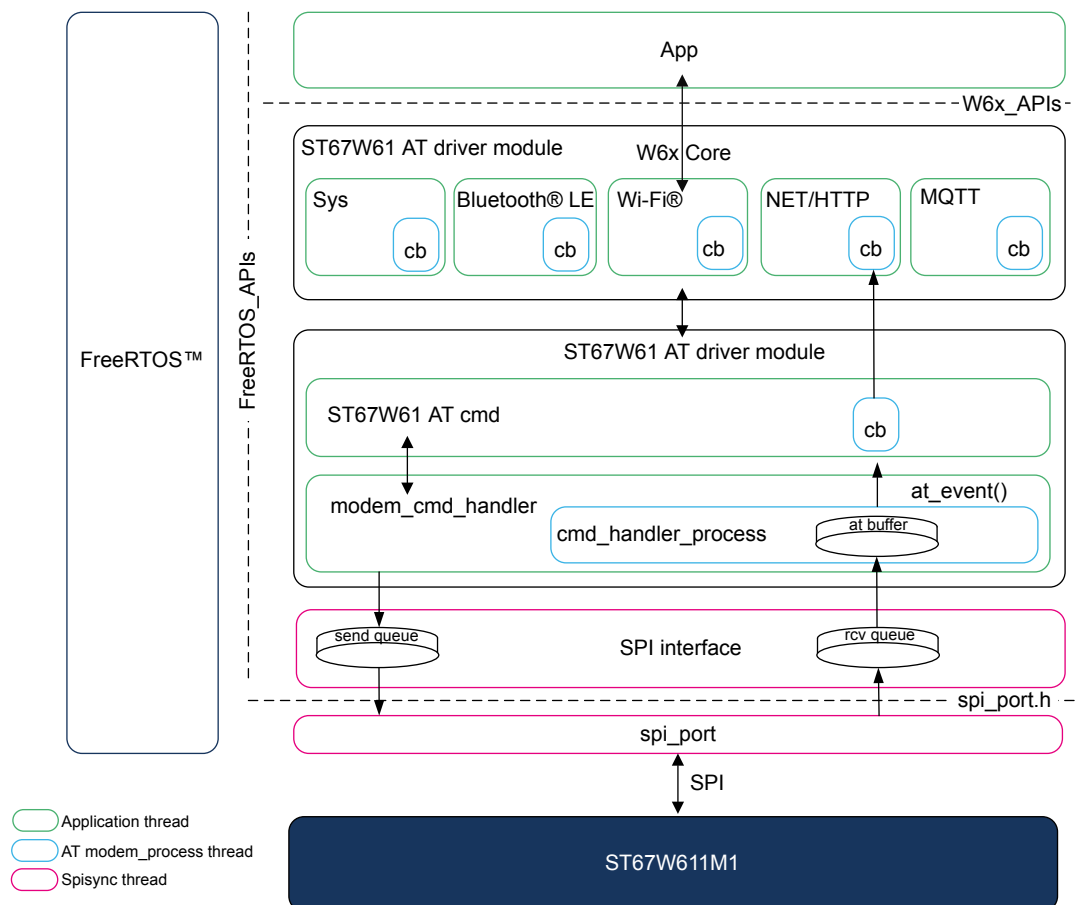 App
W6x_APIs
ST67W61 AT driver module
W6x Core
Sys
Bluetooth® LE
Wi-Fi®
NET/HTTP
MQTT
cb
cb
cb
cb
cb
FreeRTOS™
FreeRTOS_APIs
ST67W61 AT driver module
ST67W61 AT cmd
cb
modem_cmd_handler
at_event()
cmd_handler_process
at buffer
send queue
SPI interface
rcv queue
spi_port.h
spi_port
SPI
Application thread
AT modem_process thread
Spisync thread
ST67W611M1